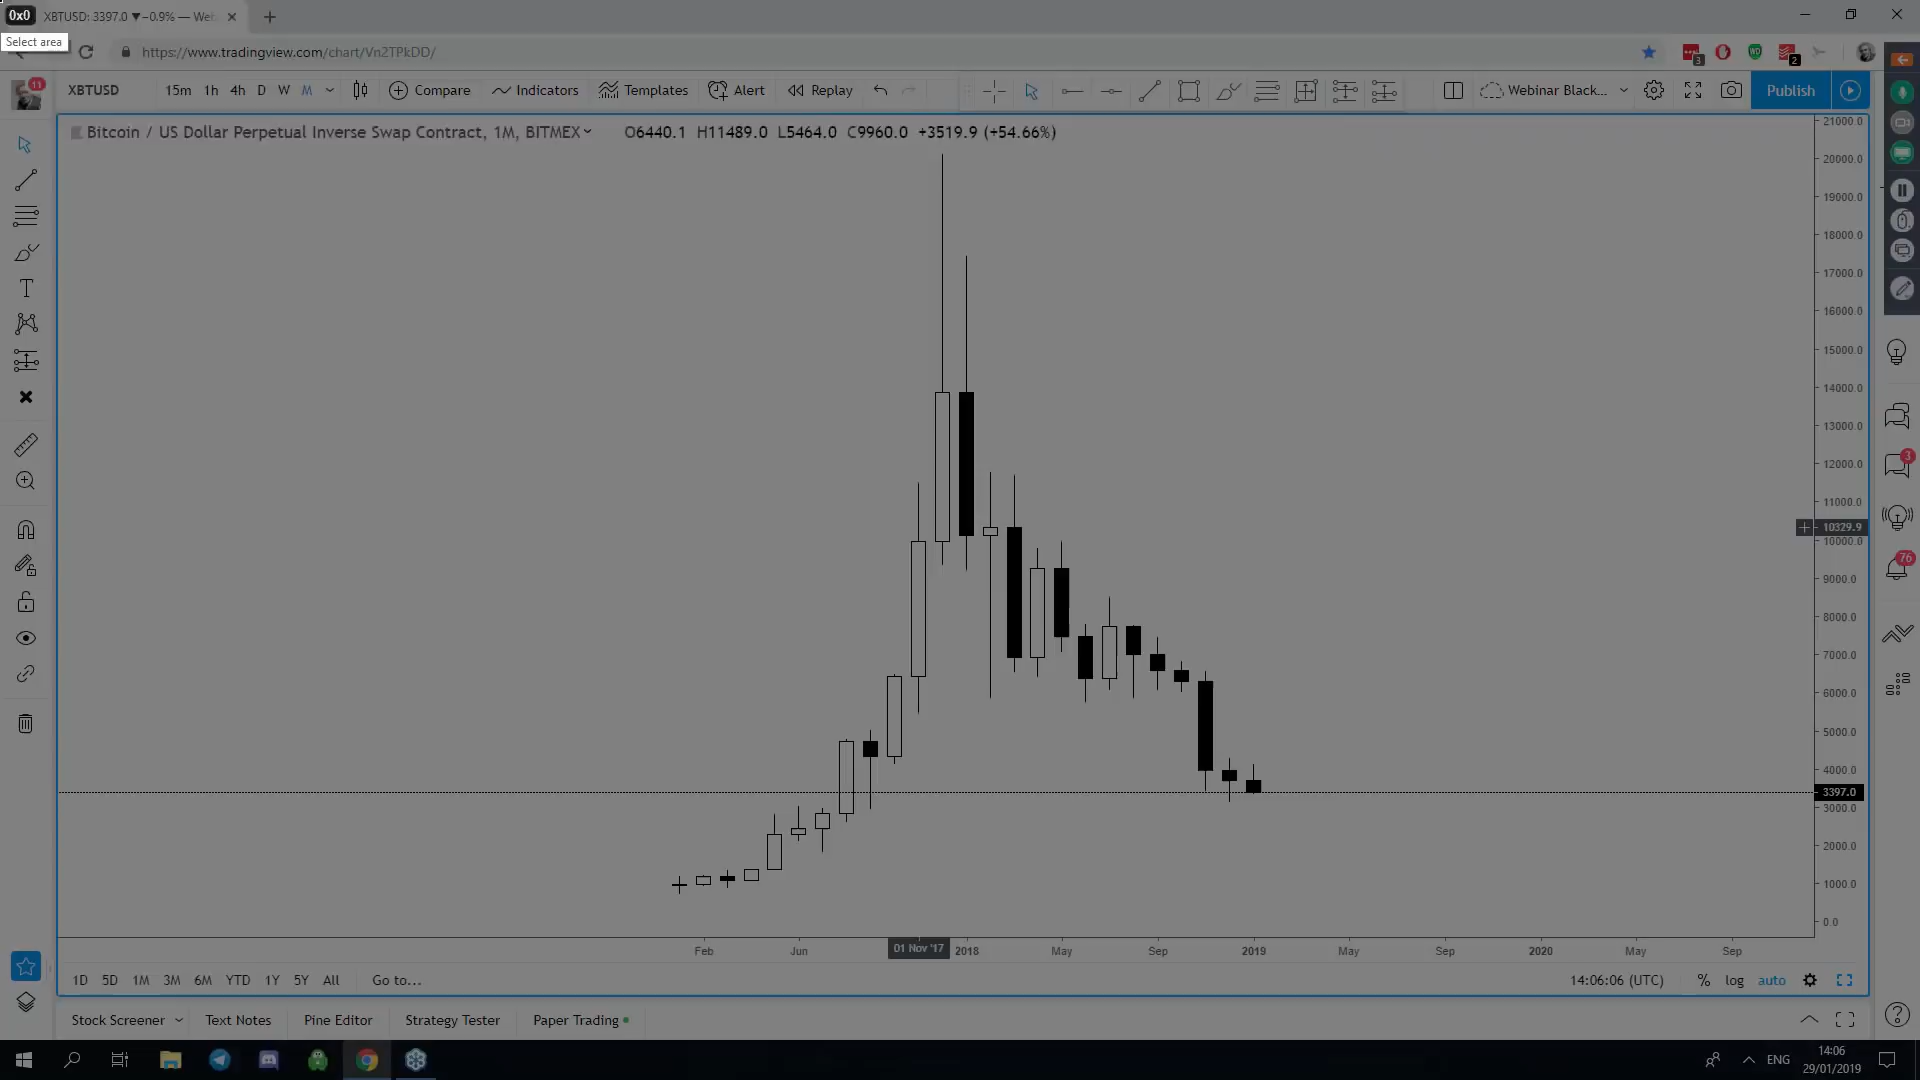 0x0
XBTUSD: 3397.0 ▼−0.9% — Web
Select area
https://www.tradingview.com/chart/Vn2TPkDD/
3
2
11
XBTUSD
15m 1h 4h D W M
Compare
Indicators
Templates
Alert
Replay
Webinar Black...
Publish
Bitcoin / US Dollar Perpetual Inverse Swap Contract, 1M, BITMEX
O6440.1 H11489.0 L5464.0 C9960.0 +3519.9 (+54.66%)
21000.0
20000.0
19000.0
18000.0
17000.0
16000.0
15000.0
14000.0
13000.0
12000.0
11000.0
10329.9
10000.0
9000.0
8000.0
7000.0
6000.0
5000.0
4000.0
3397.0
3000.0
2000.0
1000.0
0.0
3
76
Feb Jun 01 Nov '17 2018 May Sep 2019 May Sep 2020 May Sep
1D 5D 1M 3M 6M YTD 1Y 5Y All Go to...
14:06:06 (UTC) % log auto
Stock Screener Text Notes Pine Editor Strategy Tester Paper Trading
ENG
14:06
29/01/2019